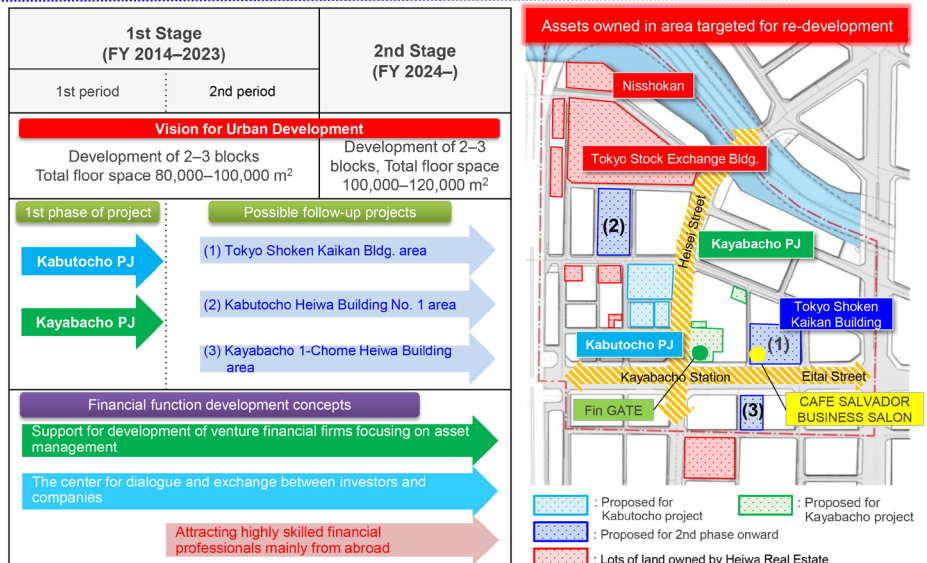 1st Stage
(FY 2014–2023)
2nd Stage
(FY 2024–)
1st period
2nd period
Vision for Urban Development
Development of 2–3 blocks
Total floor space 80,000–100,000 m²
Development of 2–3
blocks, Total floor space
100,000–120,000 m²
1st phase of project
Possible follow-up projects
Kabutocho PJ
Kayabacho PJ
(1) Tokyo Shoken Kaikan Bldg. area
(2) Kabutocho Heiwa Building No. 1 area
(3) Kayabacho 1-Chome Heiwa Building
area
Financial function development concepts
Support for development of venture financial firms focusing on asset
management
The center for dialogue and exchange between investors and
companies
Attracting highly skilled financial
professionals mainly from abroad
Assets owned in area targeted for re-development
Nisshokan
Tokyo Stock Exchange Bldg.
(2)
Heisei Street
Kayabacho PJ
Tokyo Shoken
Kaikan Building
Kabutocho PJ
(1)
Kayabacho Station
Eitai Street
Fin GATE
(3)
CAFE SALVADOR
BUSINESS SALON
: Proposed for
Kabutocho project
: Proposed for
Kayabacho project
: Proposed for 2nd phase onward
: Lots of land owned by Heiwa Real Estate